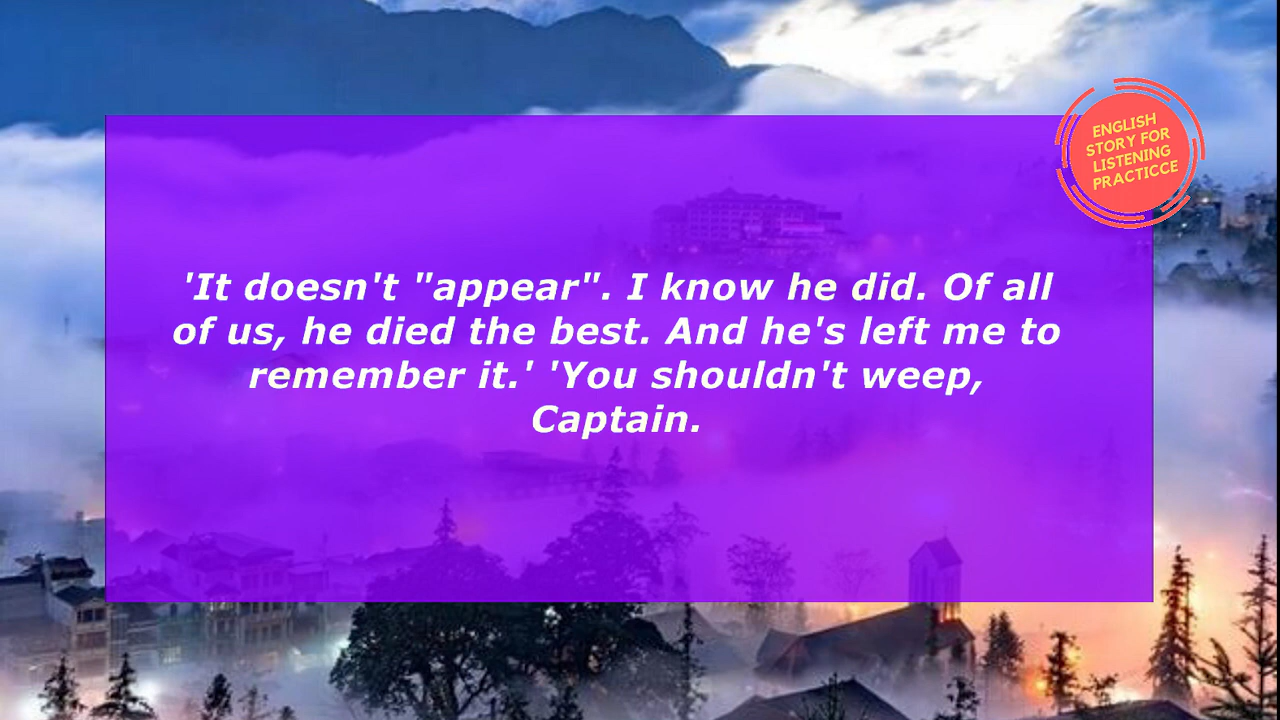 ENGLISH
STORY FOR
LISTENING
PRACTICCE
'It doesn't "appear". I know he did. Of all
of us, he died the best. And he's left me to
remember it.' 'You shouldn't weep,
Captain.